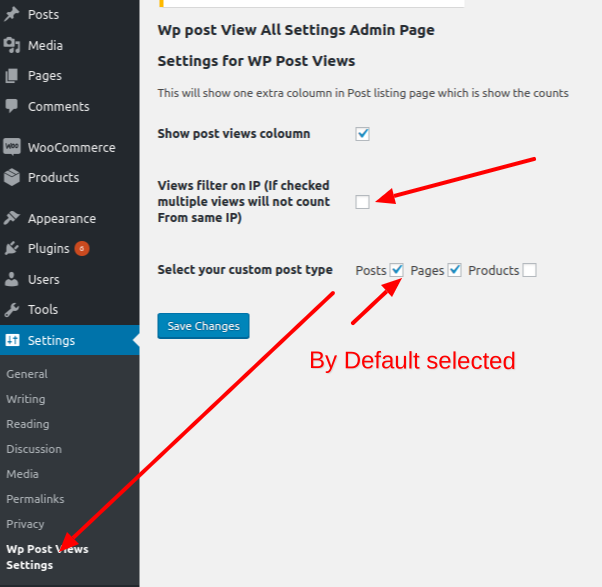 Posts
Media
Pages
Comments
WooCommerce
Products
Appearance
Plugins 6
Users
Tools
Settings
General
Writing
Reading
Discussion
Media
Permalinks
Privacy
Wp Post Views
Settings
Wp post View All Settings Admin Page
Settings for WP Post Views
This will show one extra coloumn in Post listing page which is show the counts
Show post views coloumn
Views filter on IP (If checked
multiple views will not count
From same IP)
Select your custom post type
Posts Pages Products
Save Changes
By Default selected